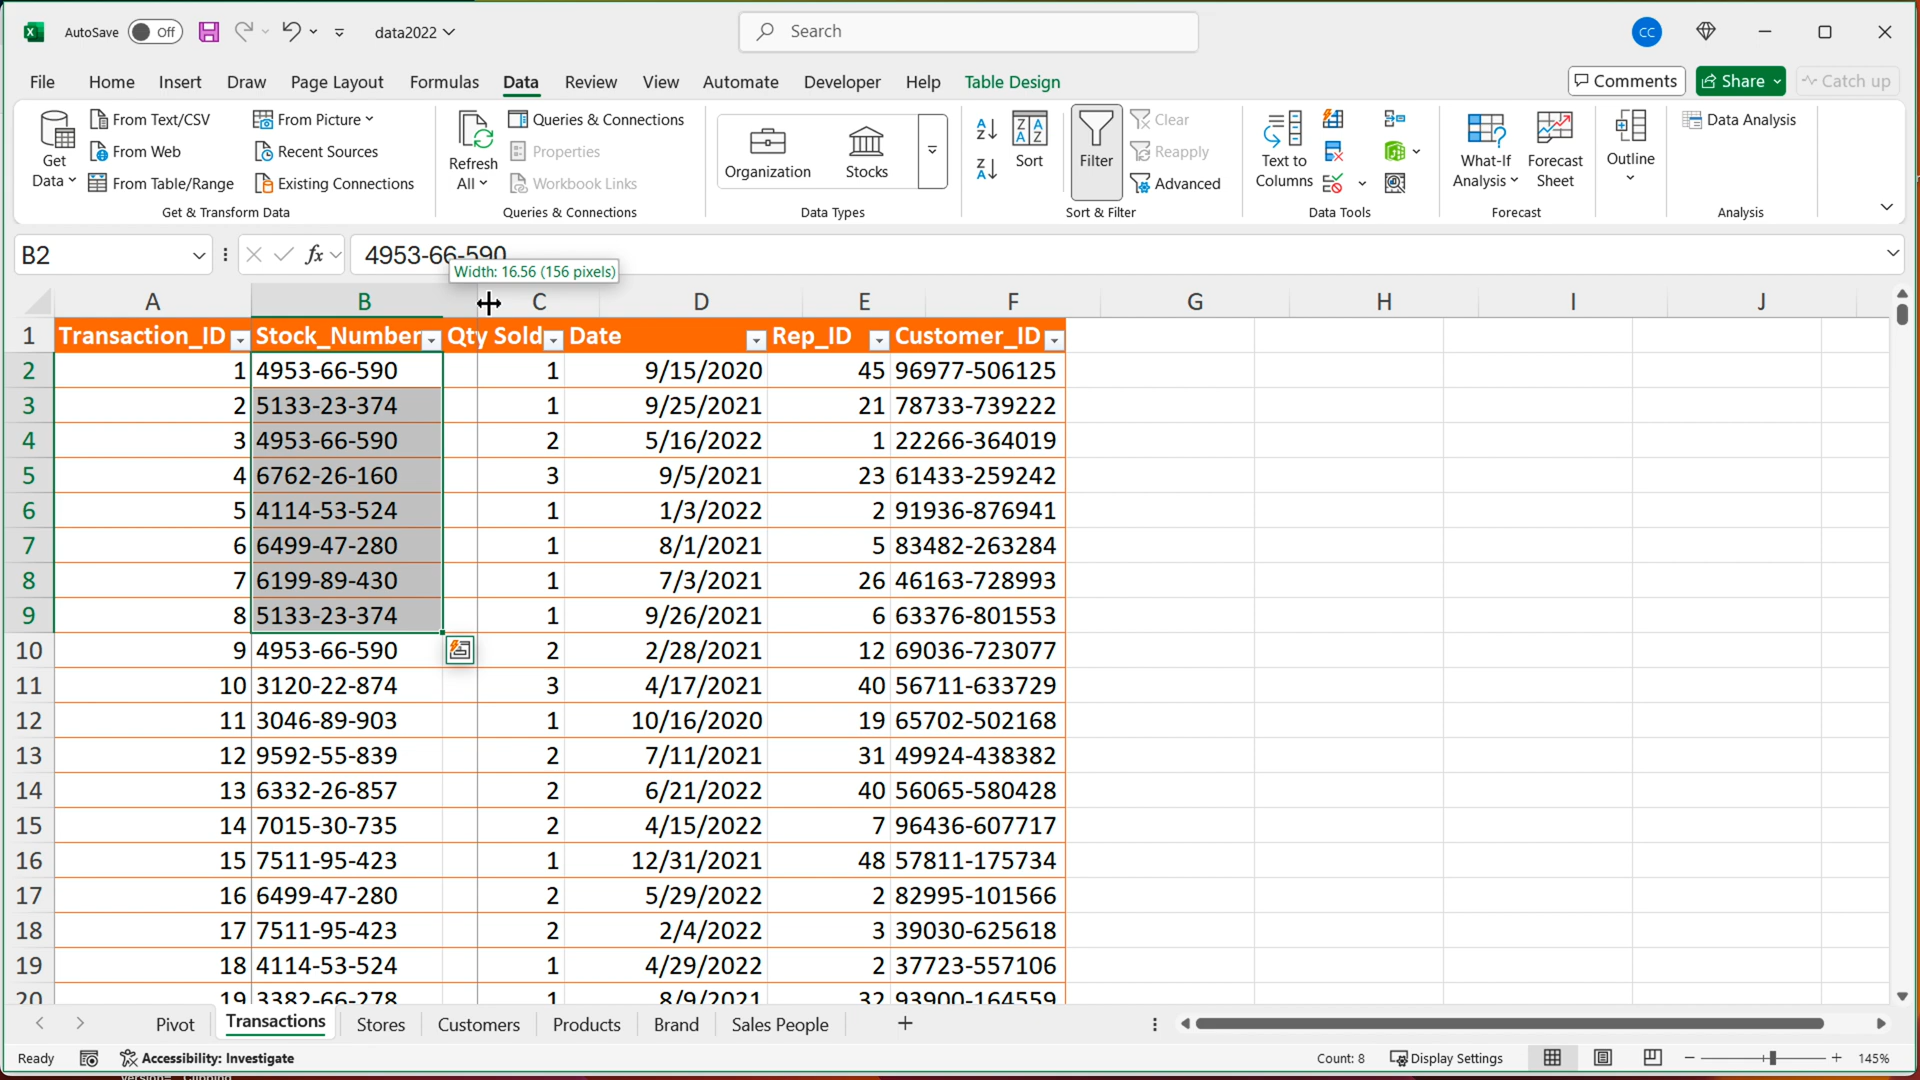 AutoSave Off data2022 Search CC
File Home Insert Draw Page Layout Formulas Data Review View Automate Developer Help Table Design Comments Share Catch up
Get Data From Text/CSV From Web From Table/Range From Picture Recent Sources Existing Connections
Refresh All Queries & Connections Properties Workbook Links
Organization Stocks
Sort Filter Clear Reapply Advanced
Text to Columns
What-If Analysis Forecast Sheet
Outline
Data Analysis
Get & Transform Data Queries & Connections Data Types Sort & Filter Data Tools Forecast Analysis
B2 fx 4953-66-590
Width: 16.56 (156 pixels)
A B C D E F G H I J
1 Transaction_ID Stock_Number Qty Sold Date Rep_ID Customer_ID
2 1 4953-66-590 1 9/15/2020 45 96977-506125
3 2 5133-23-374 1 9/25/2021 21 78733-739222
4 3 4953-66-590 2 5/16/2022 1 22266-364019
5 4 6762-26-160 3 9/5/2021 23 61433-259242
6 5 4114-53-524 1 1/3/2022 2 91936-876941
7 6 6499-47-280 1 8/1/2021 5 83482-263284
8 7 6199-89-430 1 7/3/2021 26 46163-728993
9 8 5133-23-374 1 9/26/2021 6 63376-801553
10 9 4953-66-590 2 2/28/2021 12 69036-723077
11 10 3120-22-874 3 4/17/2021 40 56711-633729
12 11 3046-89-903 1 10/16/2020 19 65702-502168
13 12 9592-55-839 2 7/11/2021 31 49924-438382
14 13 6332-26-857 2 6/21/2022 40 56065-580428
15 14 7015-30-735 2 4/15/2022 7 96436-607717
16 15 7511-95-423 1 12/31/2021 48 57811-175734
17 16 6499-47-280 2 5/29/2022 2 82995-101566
18 17 7511-95-423 2 2/4/2022 3 39030-625618
19 18 4114-53-524 1 4/29/2022 2 37723-557106
20 19 3382-66-278 1 8/9/2021 32 93900-164559
Pivot Transactions Stores Customers Products Brand Sales People
Ready Accessibility: Investigate Count: 8 Display Settings 145%